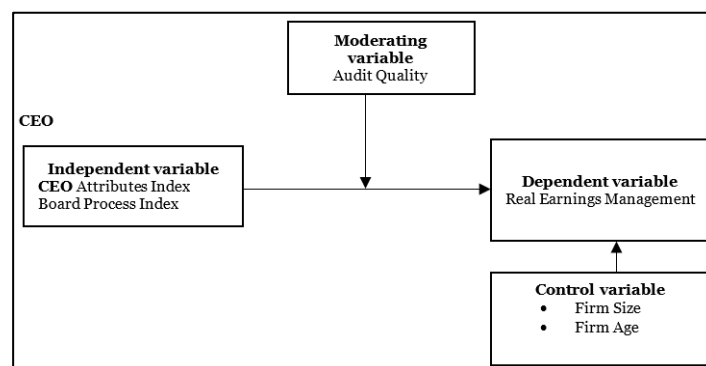 Moderating
variable
Audit Quality
CEO
Independent variable
CEO Attributes Index
Board Process Index
Dependent variable
Real Earnings Management
Control variable
• Firm Size
• Firm Age